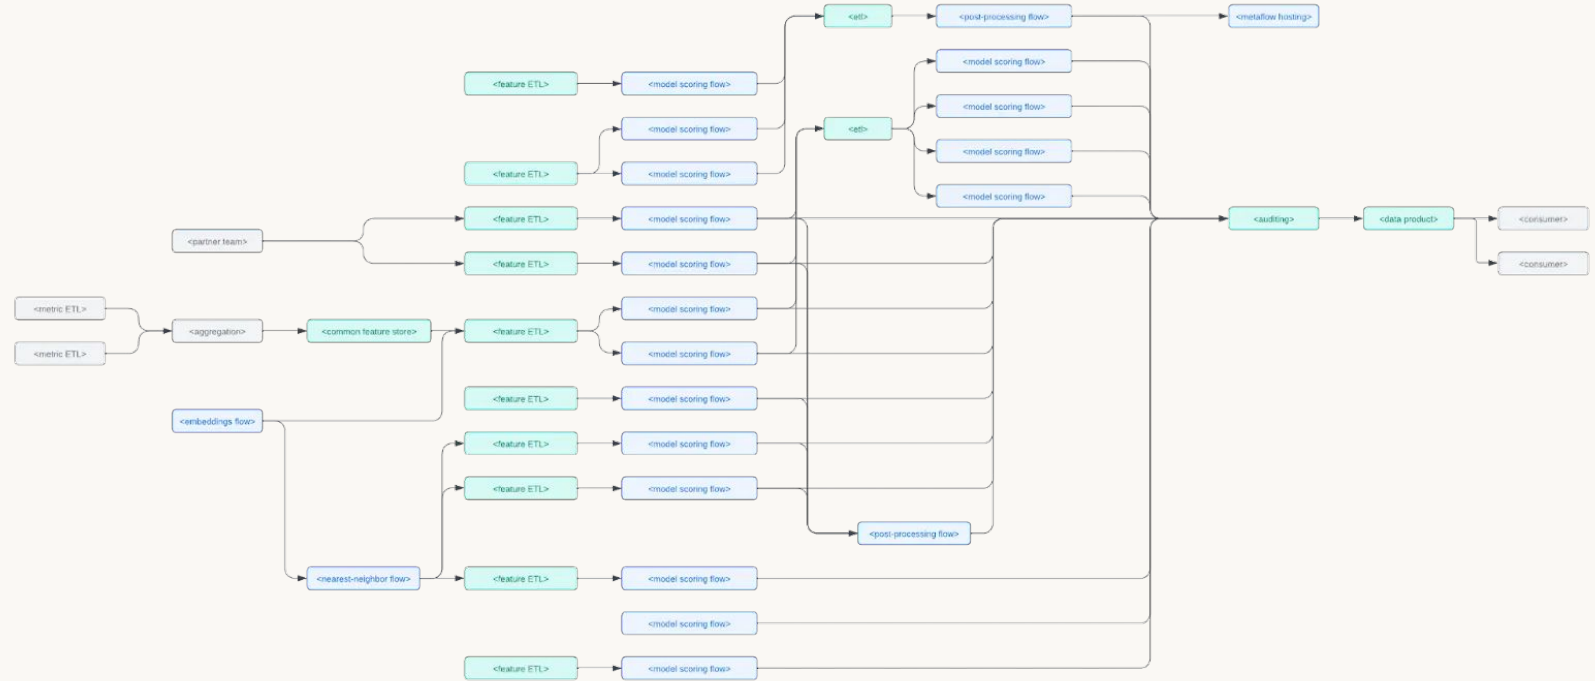 <etl>
<post-processing flow>
<metaflow hosting>
<model scoring flow>
<feature ETL>
<model scoring flow>
<model scoring flow>
<model scoring flow>
<etl>
<model scoring flow>
<feature ETL>
<model scoring flow>
<model scoring flow>
<feature ETL>
<model scoring flow>
<auditing>
<data product>
<consumer>
<partner team>
<feature ETL>
<model scoring flow>
<consumer>
<metric ETL>
<model scoring flow>
<aggregation>
<common feature store>
<feature ETL>
<metric ETL>
<model scoring flow>
<feature ETL>
<model scoring flow>
<embeddings flow>
<feature ETL>
<model scoring flow>
<feature ETL>
<model scoring flow>
<post-processing flow>
<nearest-neighbor flow>
<feature ETL>
<model scoring flow>
<model scoring flow>
<feature ETL>
<model scoring flow>